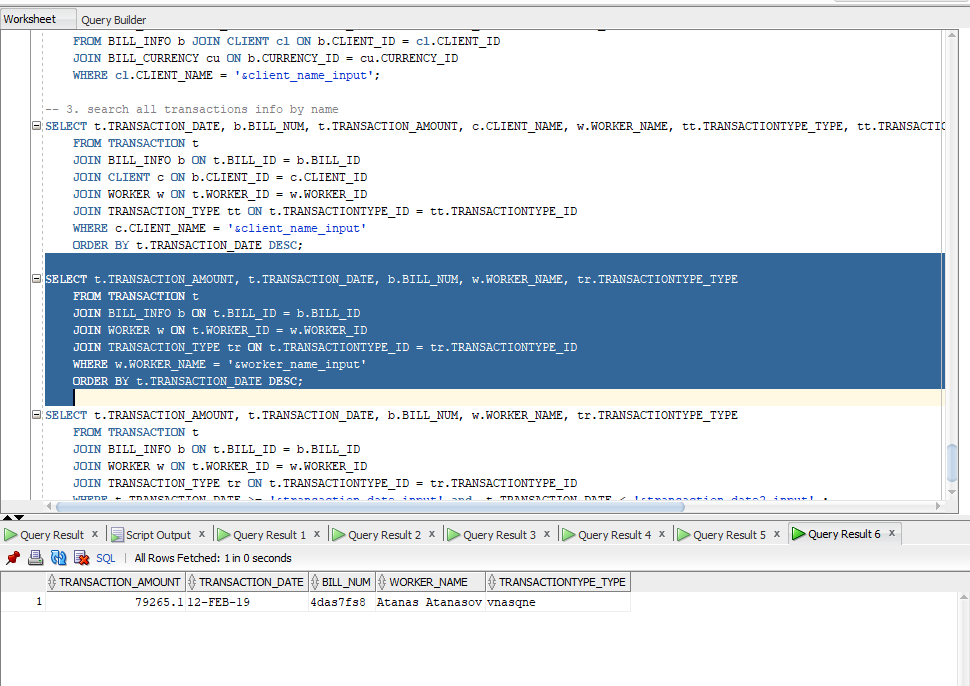 Worksheet Query Builder
FROM BILL_INFO b JOIN CLIENT cl ON b.CLIENT_ID = cl.CLIENT_ID
JOIN BILL_CURRENCY cu ON b.CURRENCY_ID = cu.CURRENCY_ID
WHERE cl.CLIENT_NAME = '&client_name_input';
-- 3. search all transactions info by name
SELECT t.TRANSACTION_DATE, b.BILL_NUM, t.TRANSACTION_AMOUNT, c.CLIENT_NAME, w.WORKER_NAME, tt.TRANSACTIONTYPE_TYPE, tt.TRANSACTIO
FROM TRANSACTION t
JOIN BILL_INFO b ON t.BILL_ID = b.BILL_ID
JOIN CLIENT c ON b.CLIENT_ID = c.CLIENT_ID
JOIN WORKER w ON t.WORKER_ID = w.WORKER_ID
JOIN TRANSACTION_TYPE tt ON t.TRANSACTIONTYPE_ID = tt.TRANSACTIONTYPE_ID
WHERE c.CLIENT_NAME = '&client_name_input'
ORDER BY t.TRANSACTION_DATE DESC;
SELECT t.TRANSACTION_AMOUNT, t.TRANSACTION_DATE, b.BILL_NUM, w.WORKER_NAME, tr.TRANSACTIONTYPE_TYPE
FROM TRANSACTION t
JOIN BILL_INFO b ON t.BILL_ID = b.BILL_ID
JOIN WORKER w ON t.WORKER_ID = w.WORKER_ID
JOIN TRANSACTION_TYPE tr ON t.TRANSACTIONTYPE_ID = tr.TRANSACTIONTYPE_ID
WHERE w.WORKER_NAME = '&worker_name_input'
ORDER BY t.TRANSACTION_DATE DESC;
SELECT t.TRANSACTION_AMOUNT, t.TRANSACTION_DATE, b.BILL_NUM, w.WORKER_NAME, tr.TRANSACTIONTYPE_TYPE
FROM TRANSACTION t
JOIN BILL_INFO b ON t.BILL_ID = b.BILL_ID
JOIN WORKER w ON t.WORKER_ID = w.WORKER_ID
JOIN TRANSACTION_TYPE tr ON t.TRANSACTIONTYPE_ID = tr.TRANSACTIONTYPE_ID
WHERE t.TRANSACTION_DATE >= '&transaction_date_input' and t.TRANSACTION_DATE < '&transaction_date2_input' ;
Query Result x Script Output x Query Result 1 x Query Result 2 x Query Result 3 x Query Result 4 x Query Result 5 x Query Result 6 x
SQL | All Rows Fetched: 1 in 0 seconds
TRANSACTION_AMOUNT TRANSACTION_DATE BILL_NUM WORKER_NAME TRANSACTIONTYPE_TYPE
1 79265.1 12-FEB-19 4das7fs8 Atanas Atanasov vnasqne